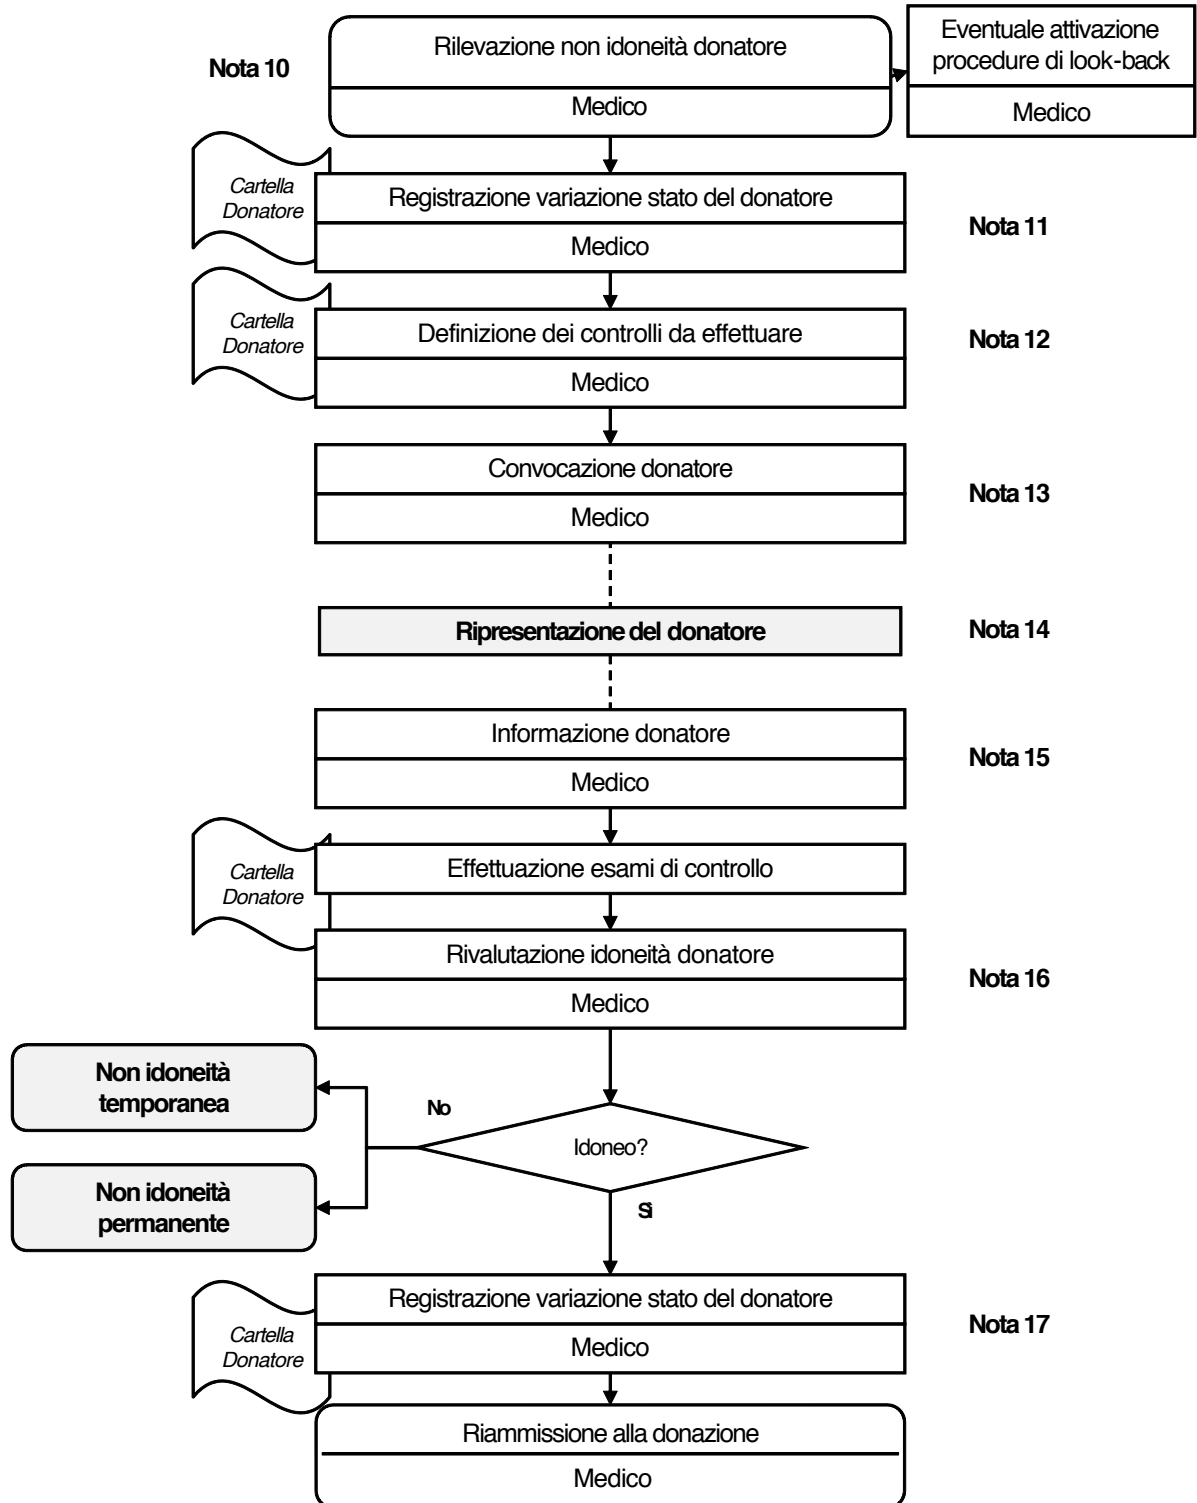 Rilevazione non idoneità donatore
Medico
Nota 10
Eventuale attivazione
procedure di look-back
Medico
Cartella
Donatore
Registrazione variazione stato del donatore
Medico
Nota 11
Cartella
Donatore
Definizione dei controlli da effettuare
Medico
Nota 12
Convocazione donatore
Medico
Nota 13
Ripresentazione del donatore
Nota 14
Informazione donatore
Medico
Nota 15
Cartella
Donatore
Effettuazione esami di controllo
Rivalutazione idoneità donatore
Medico
Nota 16
Non idoneità
temporanea
No
Idoneo?
Non idoneità
permanente
Si
Cartella
Donatore
Registrazione variazione stato del donatore
Medico
Nota 17
Riammissione alla donazione
Medico